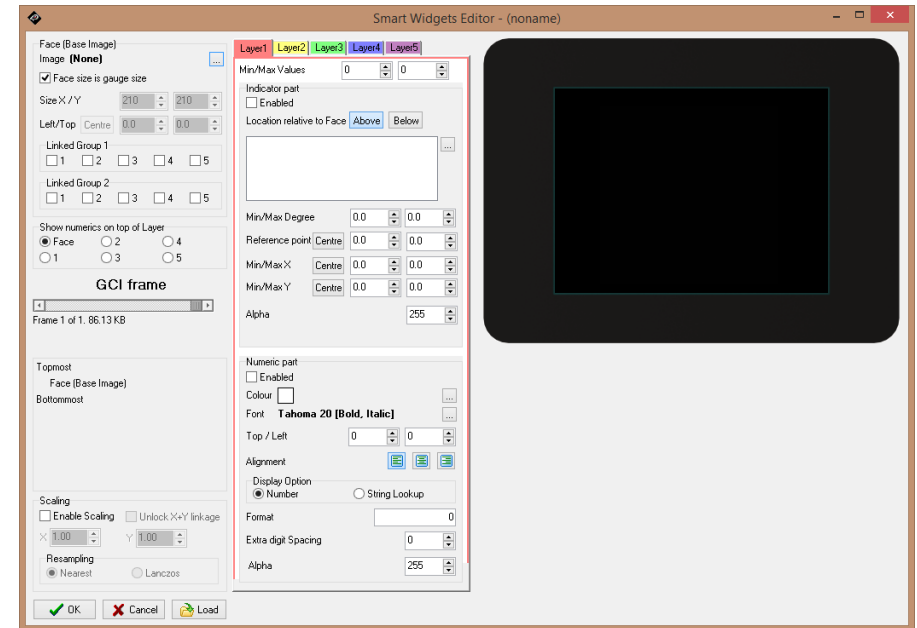 Smart Widgets Editor - (noname)
Face (Base Image)
Image (None)
...
Face size is gauge size
Size X / Y 210 210
Left/Top Centre 0.0 0.0
Linked Group 1
1 2 3 4 5
Linked Group 2
1 2 3 4 5
Show numerics on top of Layer
Face 2 4
1 3 5
GCI frame
Frame 1 of 1. 86.13 KB
Topmost
Face (Base Image)
Bottommost
Scaling
Enable Scaling Unlock X+Y linkage
X 1.00 Y 1.00
Resampling
Nearest Lanczos
OK Cancel Load
Layer1 Layer2 Layer3 Layer4 Layer5
Min/Max Values 0 0
Indicator part
Enabled
Location relative to Face Above Below
...
Min/Max Degree 0.0 0.0
Reference point Centre 0.0 0.0
Min/Max X Centre 0.0 0.0
Min/Max Y Centre 0.0 0.0
Alpha 255
Numeric part
Enabled
Colour ...
Font Tahoma 20 [Bold, Italic] ...
Top / Left 0 0
Alignment
Display Option
Number String Lookup
Format 0
Extra digit Spacing 0
Alpha 255